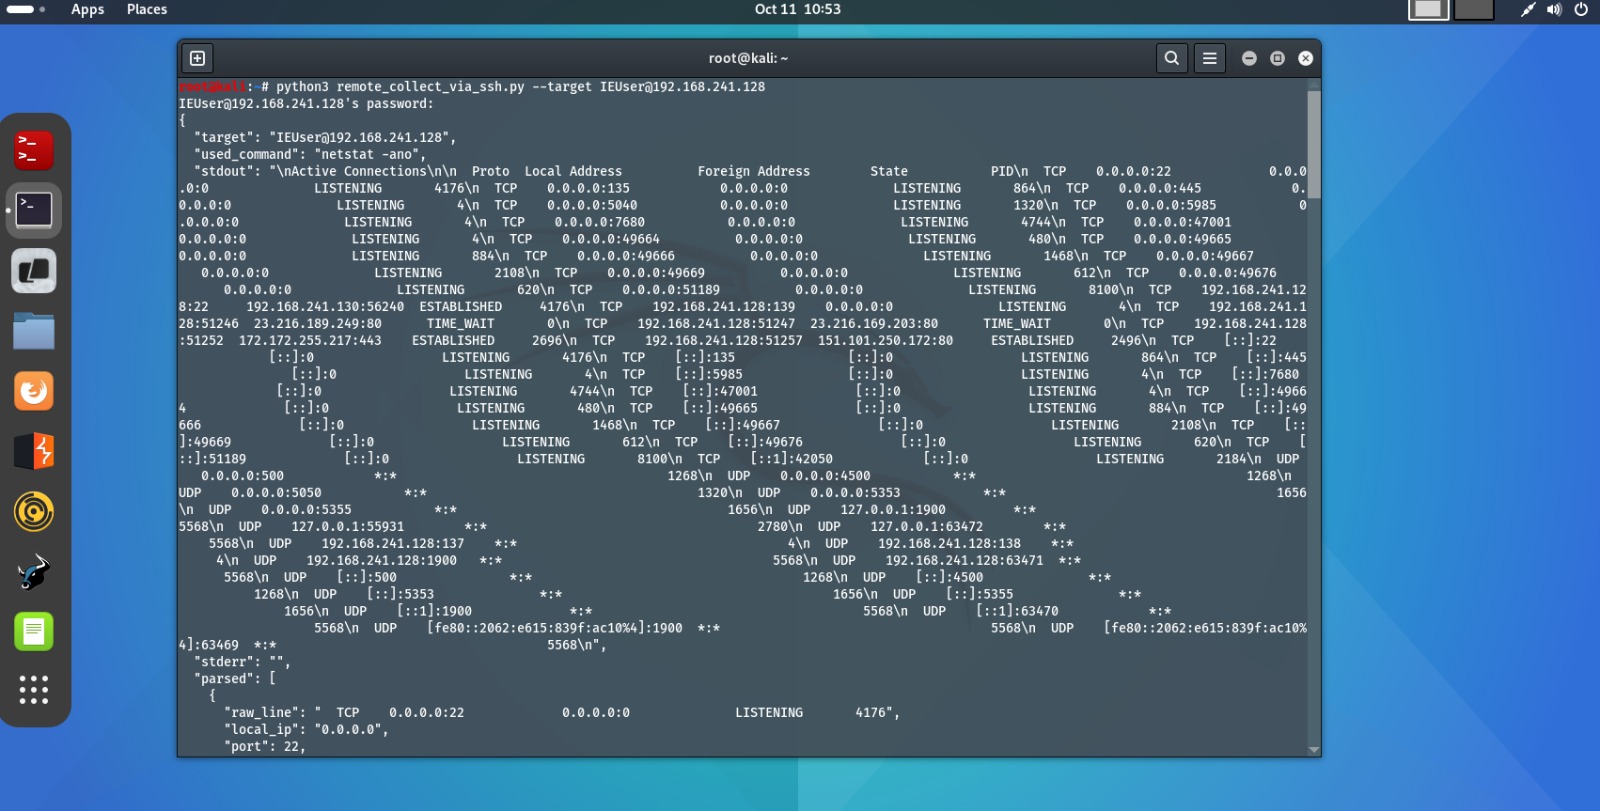 Apps Places Oct 11 10:53
root@kali: ~
root@kali:~# python3 remote_collect_via_ssh.py --target IEUser@192.168.241.128
IEUser@192.168.241.128's password:
{
"target": "IEUser@192.168.241.128",
"used_command": "netstat -ano",
"stdout": "\nActive Connections\n\n Proto Local Address Foreign Address State PID\n TCP 0.0.0.0:22 0.0.0
.0:0 LISTENING 4176\n TCP 0.0.0.0:135 0.0.0.0:0 LISTENING 864\n TCP 0.0.0.0:445 0.
0.0.0:0 LISTENING 4\n TCP 0.0.0.0:5040 0.0.0.0:0 LISTENING 1320\n TCP 0.0.0.0:5985 0
.0.0.0:0 LISTENING 4\n TCP 0.0.0.0:7680 0.0.0.0:0 LISTENING 4744\n TCP 0.0.0.0:47001
0.0.0.0:0 LISTENING 4\n TCP 0.0.0.0:49664 0.0.0.0:0 LISTENING 480\n TCP 0.0.0.0:49665
0.0.0.0:0 LISTENING 884\n TCP 0.0.0.0:49666 0.0.0.0:0 LISTENING 1468\n TCP 0.0.0.0:49667
0.0.0.0:0 LISTENING 2108\n TCP 0.0.0.0:49669 0.0.0.0:0 LISTENING 612\n TCP 0.0.0.0:49676
0.0.0.0:0 LISTENING 620\n TCP 0.0.0.0:51189 0.0.0.0:0 LISTENING 8100\n TCP 192.168.241.12
8:22 192.168.241.130:56240 ESTABLISHED 4176\n TCP 192.168.241.128:139 0.0.0.0:0 LISTENING 4\n TCP 192.168.241.1
28:51246 23.216.189.249:80 TIME_WAIT 0\n TCP 192.168.241.128:51247 23.216.169.203:80 TIME_WAIT 0\n TCP 192.168.241.128
:51252 172.172.255.217:443 ESTABLISHED 2696\n TCP 192.168.241.128:51257 151.101.250.172:80 ESTABLISHED 2496\n TCP [::]:22
[::]:0 LISTENING 4176\n TCP [::]:135 [::]:0 LISTENING 864\n TCP [::]:445
[::]:0 LISTENING 4\n TCP [::]:5985 [::]:0 LISTENING 4\n TCP [::]:7680
[::]:0 LISTENING 4744\n TCP [::]:47001 [::]:0 LISTENING 4\n TCP [::]:4966
4 [::]:0 LISTENING 480\n TCP [::]:49665 [::]:0 LISTENING 884\n TCP [::]:49
666 [::]:0 LISTENING 1468\n TCP [::]:49667 [::]:0 LISTENING 2108\n TCP [::
]:49669 [::]:0 LISTENING 612\n TCP [::]:49676 [::]:0 LISTENING 620\n TCP [
::]:51189 [::]:0 LISTENING 8100\n TCP [::1]:42050 [::]:0 LISTENING 2184\n UDP
0.0.0.0:500 *:* 1268\n UDP 0.0.0.0:4500 *:* 1268\n
UDP 0.0.0.0:5050 *:* 1320\n UDP 0.0.0.0:5353 *:* 1656
\n UDP 0.0.0.0:5355 *:* 1656\n UDP 127.0.0.1:1900 *:*
5568\n UDP 127.0.0.1:55931 *:* 2780\n UDP 127.0.0.1:63472 *:*
5568\n UDP 192.168.241.128:137 *:* 4\n UDP 192.168.241.128:138 *:*
4\n UDP 192.168.241.128:1900 *:* 5568\n UDP 192.168.241.128:63471 *:*
5568\n UDP [::]:500 *:* 1268\n UDP [::]:4500 *:*
1268\n UDP [::]:5353 *:* 1656\n UDP [::]:5355 *:*
1656\n UDP [::1]:1900 *:* 5568\n UDP [::1]:63470 *:*
5568\n UDP [fe80::2062:e615:839f:ac10%4]:1900 *:* 5568\n UDP [fe80::2062:e615:839f:ac10%
4]:63469 *:* 5568\n",
"stderr": "",
"parsed": [
{
"raw_line": " TCP 0.0.0.0:22 0.0.0.0:0 LISTENING 4176",
"local_ip": "0.0.0.0",
"port": 22,